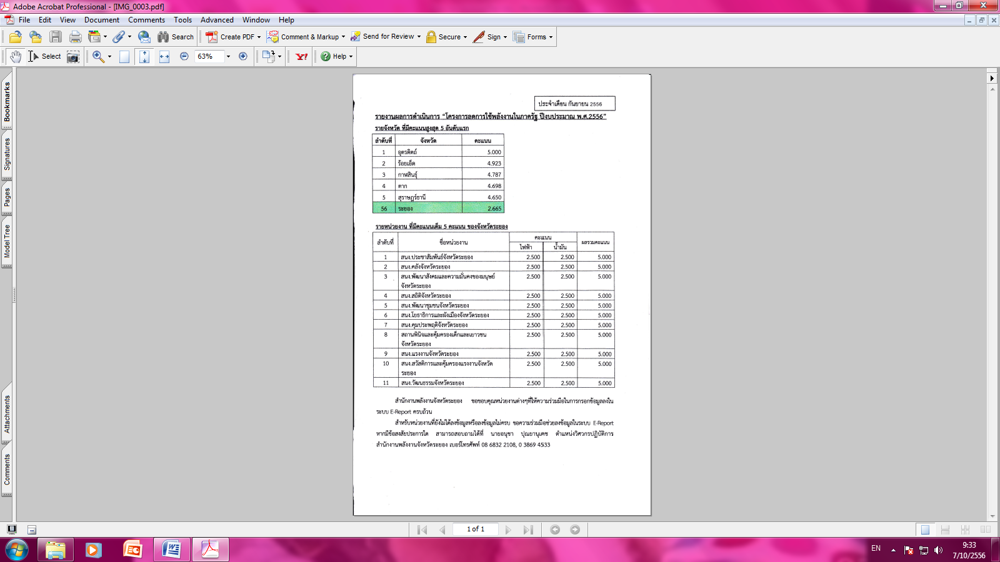 Adobe Acrobat Professional - [IMG_0003.pdf]
File Edit View Document Comments Tools Advanced Window Help
Search Create PDF Comment & Markup Send for Review Secure Sign Forms
Select 63% Y! Help
Bookmarks
Signatures
Pages
Model Tree
Attachments
Comments
ประจำเดือน กันยายน 2556
รายงานผลการดำเนินการ “โครงการลดการใช้พลังงานในภาครัฐ ปีงบประมาณ พ.ศ.2556”
รายจังหวัด ที่มีคะแนนสูงสุด 5 อันดับแรก
ลำดับที่ จังหวัด คะแนน
1 อุตรดิตถ์ 5.000
2 ร้อยเอ็ด 4.923
3 กาฬสินธุ์ 4.787
4 ตาก 4.698
5 สุราษฎร์ธานี 4.650
56 ระยอง 2.665
รายหน่วยงาน ที่มีคะแนนเต็ม 5 คะแนน ของจังหวัดระยอง
ลำดับที่ ชื่อหน่วยงาน คะแนน ผลรวมคะแนน
ไฟฟ้า น้ำมัน
1 สนง.ประชาสัมพันธ์จังหวัดระยอง 2.500 2.500 5.000
2 สนง.คลังจังหวัดระยอง 2.500 2.500 5.000
3 สนง.พัฒนาสังคมและความมั่นคงของมนุษย์ 2.500 2.500 5.000
จังหวัดระยอง
4 สนง.สถิติจังหวัดระยอง 2.500 2.500 5.000
5 สนง.พัฒนาชุมชนจังหวัดระยอง 2.500 2.500 5.000
6 สนง.โยธาธิการและผังเมืองจังหวัดระยอง 2.500 2.500 5.000
7 สนง.คุมประพฤติจังหวัดระยอง 2.500 2.500 5.000
8 สถานพินิจและคุ้มครองเด็กและเยาวชน 2.500 2.500 5.000
จังหวัดระยอง
9 สนง.แรงงานจังหวัดระยอง 2.500 2.500 5.000
10 สนง.สวัสดิการและคุ้มครองแรงงานจังหวัด 2.500 2.500 5.000
ระยอง
11 สนง.วัฒนธรรมจังหวัดระยอง 2.500 2.500 5.000
สำนักงานพลังงานจังหวัดระยอง ขอขอบคุณหน่วยงานต่างๆที่ให้ความร่วมมือในการกรอกข้อมูลลงใน
ระบบ E-Report ครบถ้วน
สำหรับหน่วยงานที่ยังไม่ได้ลงข้อมูลหรือลงข้อมูลไม่ครบ ขอความร่วมมือช่วยลงข้อมูลในระบบ E-Report
หากมีข้อสงสัยประการใด สามารถสอบถามได้ที่ นายอนุชา ปุณยานุเดช ตำแหน่งวิศวกรปฏิบัติการ
สำนักงานพลังงานจังหวัดระยอง เบอร์โทรศัพท์ 08 6832 2108, 0 3869 4533
1 of 1
EN 9:33
7/10/2556